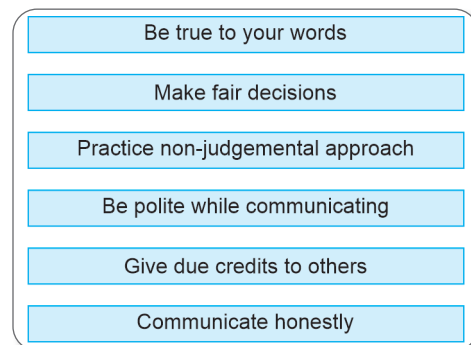 Be true to your words
Make fair decisions
Practice non-judgemental approach
Be polite while communicating
Give due credits to others
Communicate honestly